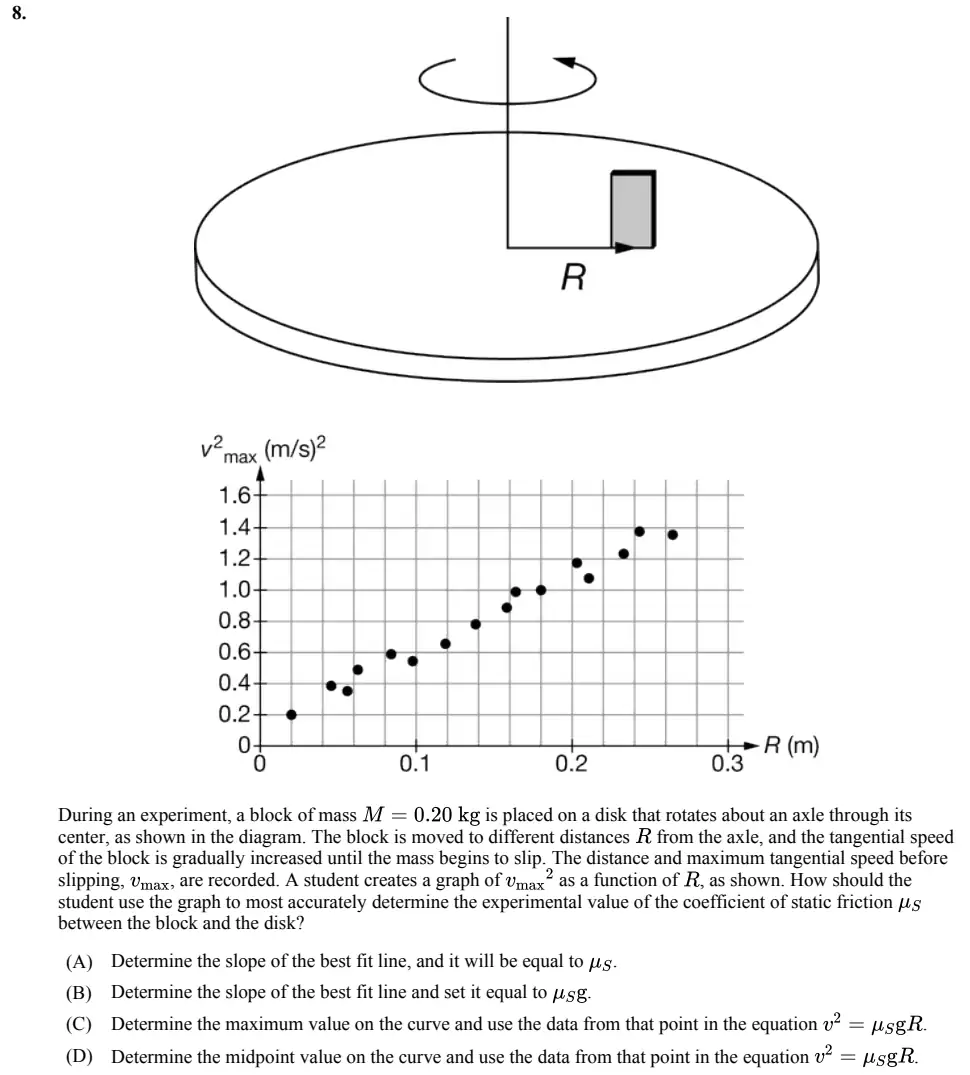 8.
R
v²max (m/s)²
1.6
1.4
1.2
1.0
0.8
0.6
0.4
0.2
0
0 0.1 0.2 0.3 R (m)
During an experiment, a block of mass M = 0.20 kg is placed on a disk that rotates about an axle through its
center, as shown in the diagram. The block is moved to different distances R from the axle, and the tangential speed
of the block is gradually increased until the mass begins to slip. The distance and maximum tangential speed before
slipping, vmax, are recorded. A student creates a graph of vmax² as a function of R, as shown. How should the
student use the graph to most accurately determine the experimental value of the coefficient of static friction μS
between the block and the disk?
(A) Determine the slope of the best fit line, and it will be equal to μS.
(B) Determine the slope of the best fit line and set it equal to μSg.
(C) Determine the maximum value on the curve and use the data from that point in the equation v² = μSgR.
(D) Determine the midpoint value on the curve and use the data from that point in the equation v² = μSgR.